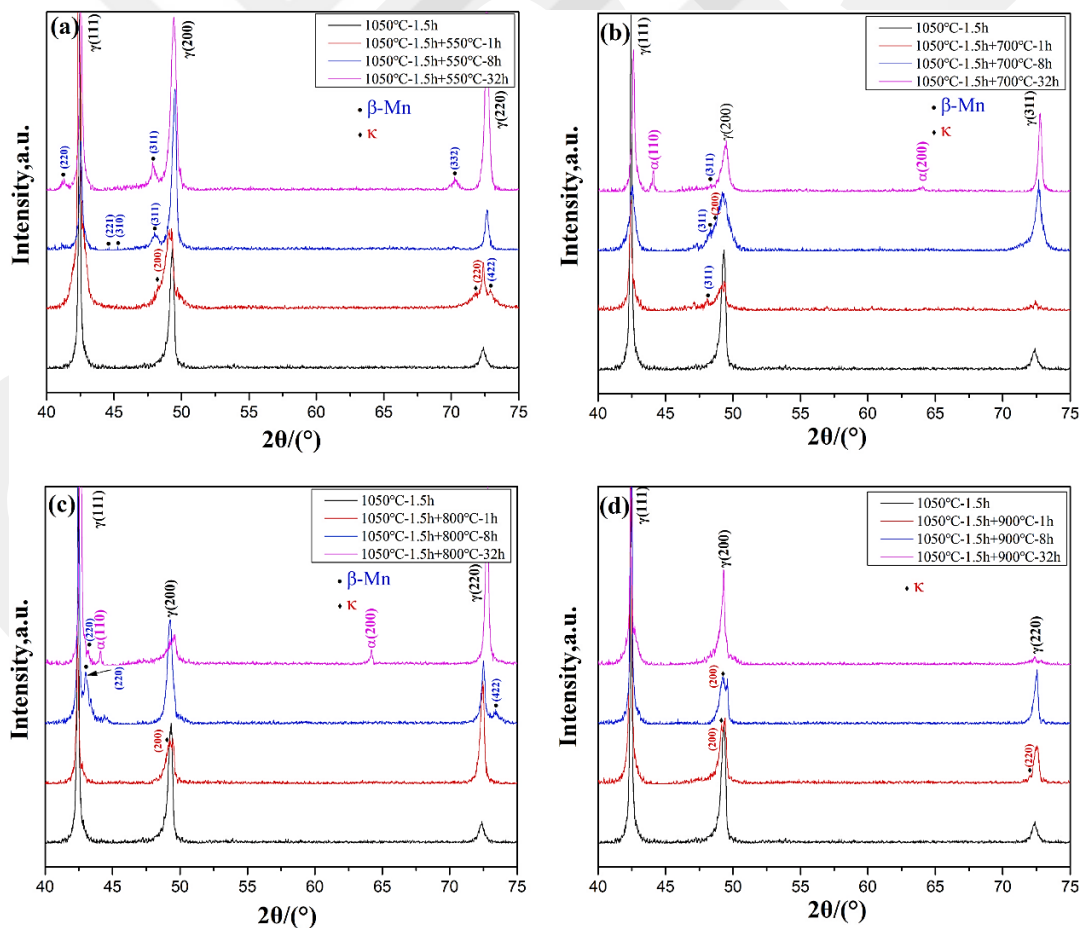 (a)
γ(111)
γ(200)
1050℃-1.5h
1050℃-1.5h+550℃-1h
1050℃-1.5h+550℃-8h
1050℃-1.5h+550℃-32h
β-Mn
κ
γ(220)
(220)
(311)
(332)
(221)
(310)
(311)
(200)
(220)
(422)
Intensity,a.u.
40 45 50 55 60 65 70 75
2θ/(°)
(b)
γ(111)
1050℃-1.5h
1050℃-1.5h+700℃-1h
1050℃-1.5h+700℃-8h
1050℃-1.5h+700℃-32h
β-Mn
κ
γ(200)
γ(311)
α(110)
α(200)
(311)
(311)
(200)
(311)
Intensity,a.u.
40 45 50 55 60 65 70 75
2θ/(°)
(c)
γ(111)
1050℃-1.5h
1050℃-1.5h+800℃-1h
1050℃-1.5h+800℃-8h
1050℃-1.5h+800℃-32h
β-Mn
κ
γ(200)
γ(220)
(220)
α(110)
α(200)
(220)
(422)
(200)
Intensity,a.u.
40 45 50 55 60 65 70 75
2θ/(°)
(d)
γ(111)
1050℃-1.5h
1050℃-1.5h+900℃-1h
1050℃-1.5h+900℃-8h
1050℃-1.5h+900℃-32h
κ
γ(200)
γ(220)
(200)
(200)
(220)
Intensity,a.u.
40 45 50 55 60 65 70 75
2θ/(°)